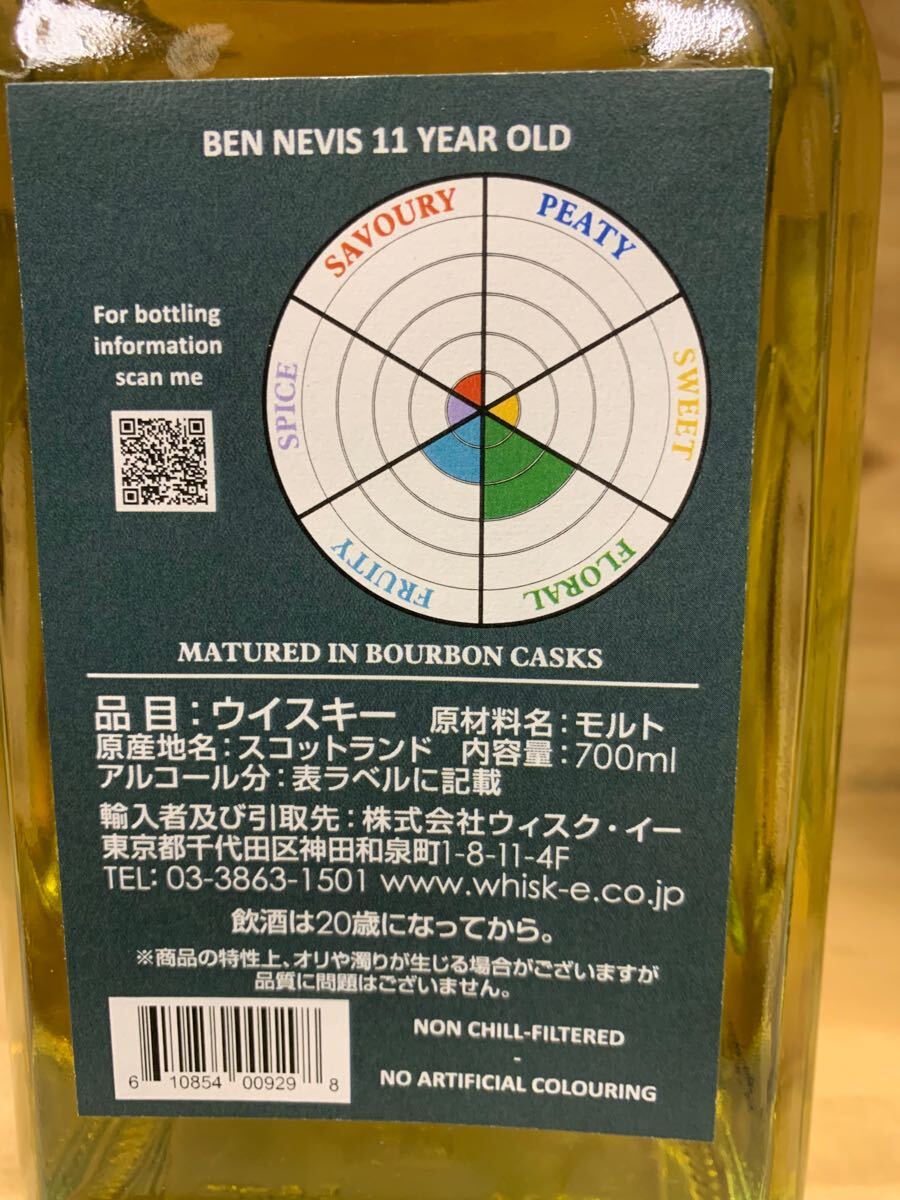 BEN NEVIS 11 YEAR OLD
SAVOURY
PEATY
SWEET
FLORAL
FRUITY
SPICE
For bottling
information
scan me
MATURED IN BOURBON CASKS
品目：ウイスキー 原材料名：モルト
原産地名：スコットランド 内容量：700ml
アルコール分：表ラベルに記載
輸入者及び引取先：株式会社ウィスク・イー
東京都千代田区神田和泉町1-8-11-4F
TEL: 03-3863-1501 www.whisk-e.co.jp
飲酒は20歳になってから。
※商品の特性上、オリや濁りが生じる場合がございますが
品質に問題はございません。
6 10854 00929 8
NON CHILL-FILTERED
-
NO ARTIFICIAL COLOURING